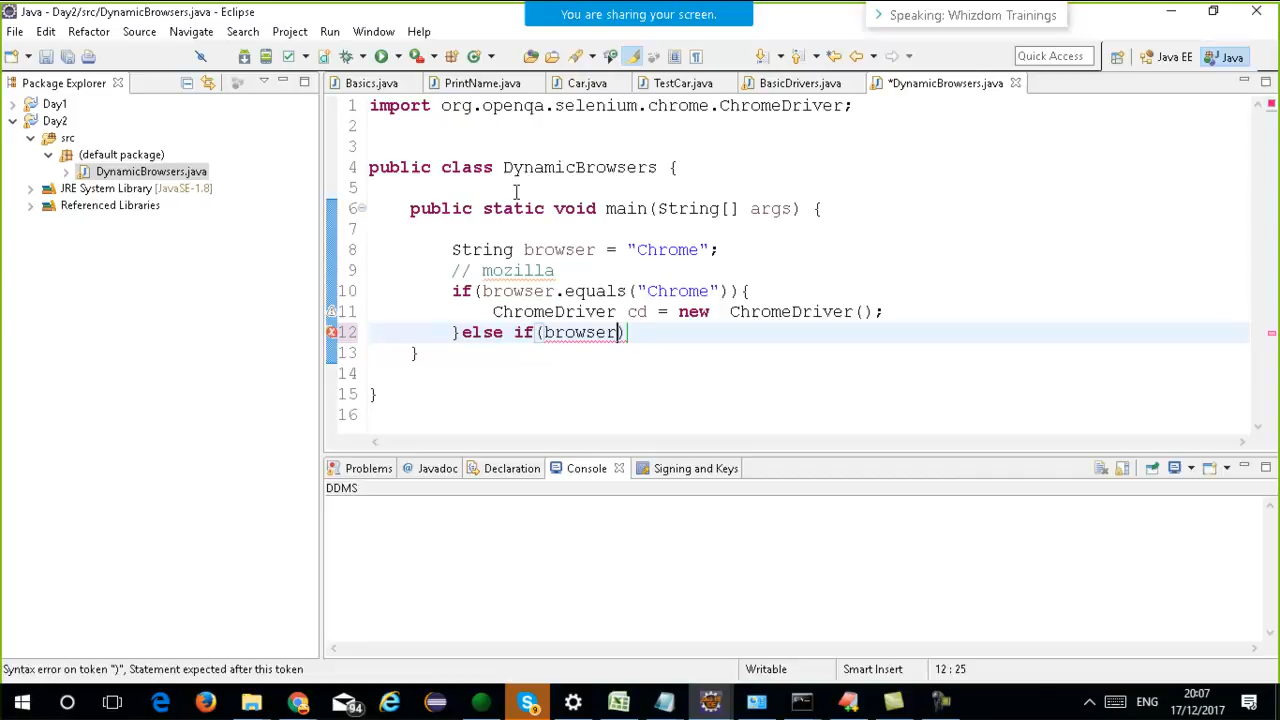 Java - Day2/src/DynamicBrowsers.java - Eclipse
You are sharing your screen.
Speaking: Whizdom Trainings
File Edit Refactor Source Navigate Search Project Run Window Help
Quick Access
Java EE
Java
Package Explorer
Basics.java
PrintName.java
Car.java
TestCar.java
BasicDrivers.java
*DynamicBrowsers.java
Day1
Day2
src
(default package)
DynamicBrowsers.java
JRE System Library [JavaSE-1.8]
Referenced Libraries
1 import org.openqa.selenium.chrome.ChromeDriver;
2
3
4 public class DynamicBrowsers {
5
6 public static void main(String[] args) {
7
8 String browser = "Chrome";
9 // mozilla
10 if(browser.equals("Chrome")){
11 ChromeDriver cd = new  ChromeDriver();
12 }else if(browser)
13 }
14
15 }
16
Problems
@ Javadoc
Declaration
Console
Signing and Keys
DDMS
Syntax error on token ")", Statement expected after this token
Writable
Smart Insert
12 : 25
94
9
ENG
20:07
17/12/2017